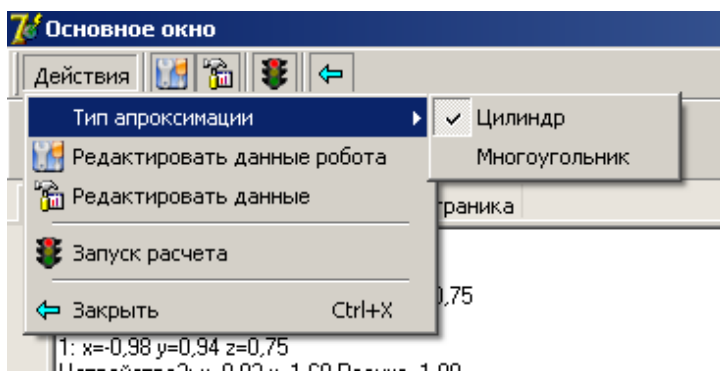 Основное окно
Действия
Тип апроксимации
Цилиндр
Редактировать данные робота
Многоугольник
Редактировать данные
Запуск расчета
,75
Закрыть Ctrl+X
1: x=-0,98 y=0,94 z=0,75